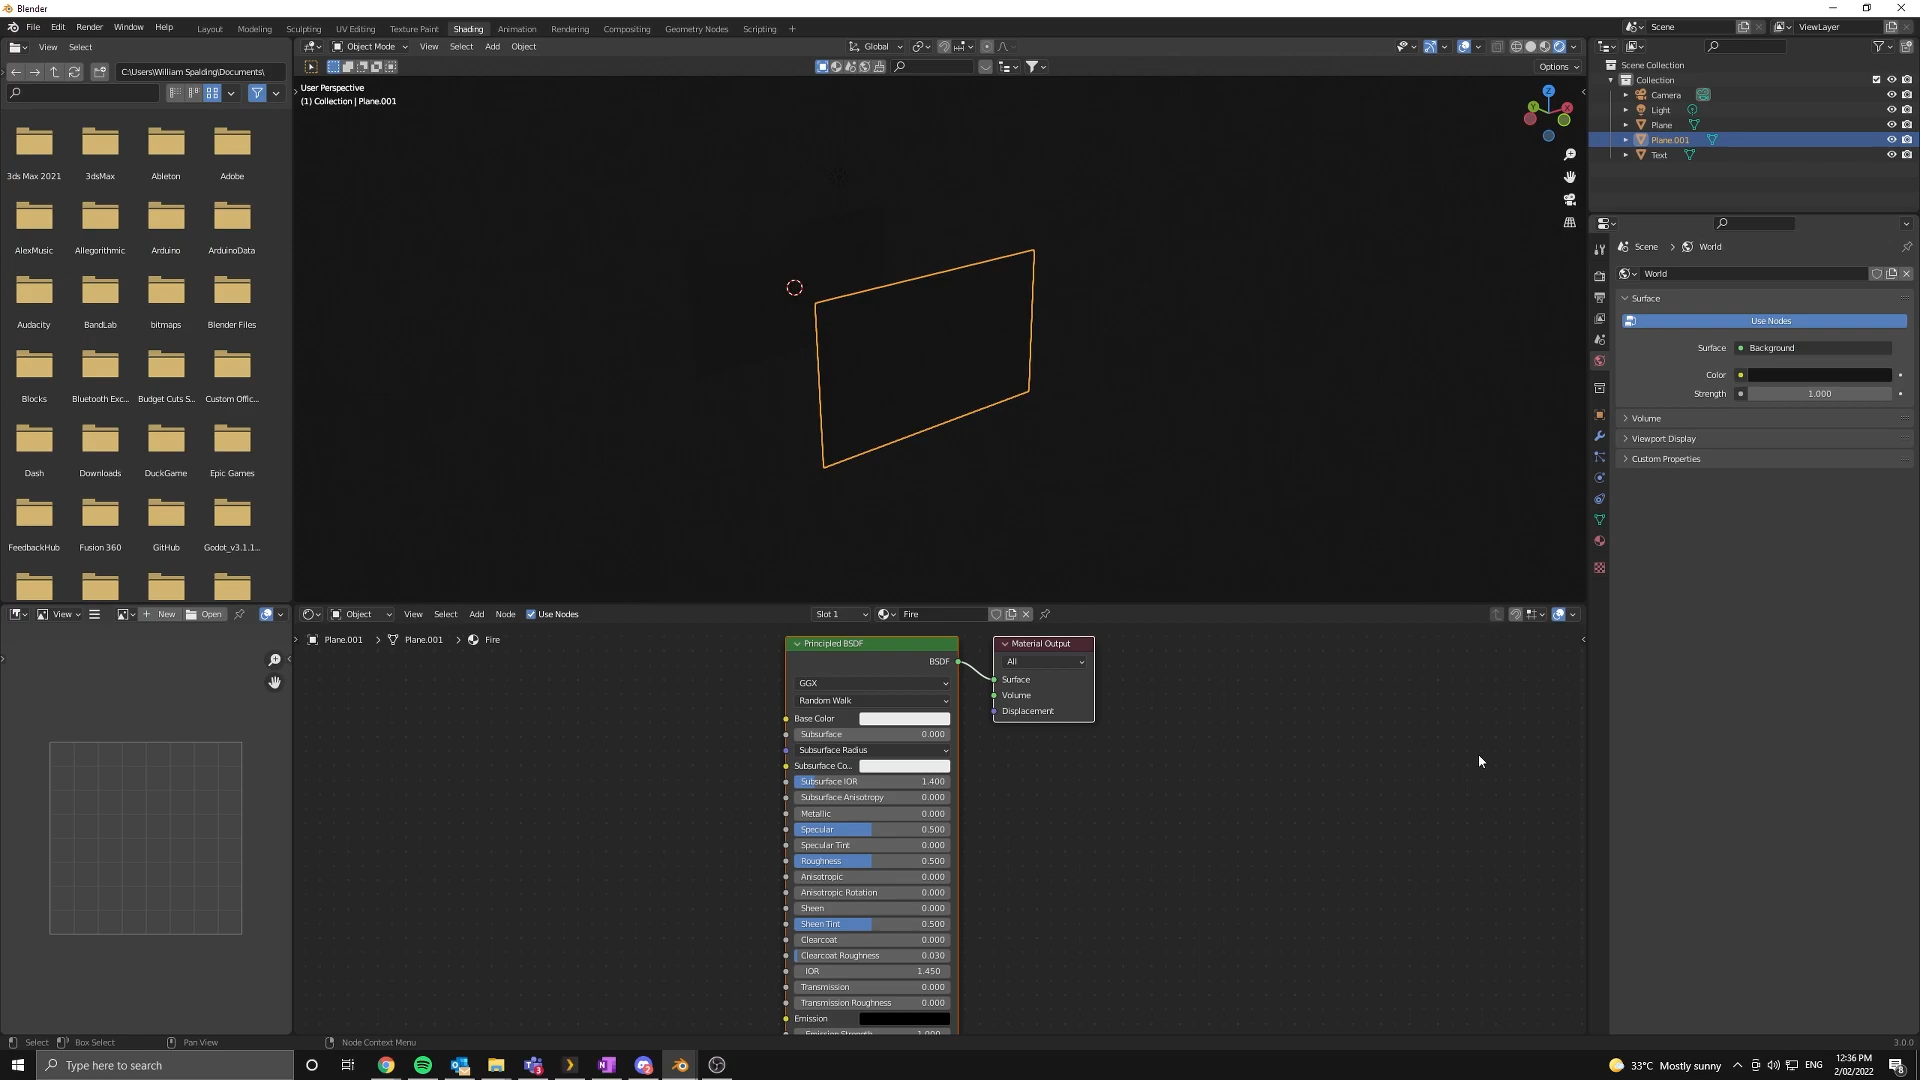 Blender
File Edit Render Window Help Layout Modeling Sculpting UV Editing Texture Paint Shading Animation Rendering Compositing Geometry Nodes Scripting + Scene ViewLayer
View Select
Object Mode View Select Add Object Global
C:\Users\William Spalding\Documents\
Options
User Perspective
(1) Collection | Plane.001
3ds Max 2021 3dsMax Ableton Adobe
AlexMusic Allegorithmic Arduino ArduinoData
Audacity BandLab bitmaps Blender Files
Blocks Bluetooth Exc... Budget Cuts S... Custom Offic...
Dash Downloads DuckGame Epic Games
FeedbackHub Fusion 360 GitHub Godot_v3.1.1...
Z
Y X
Scene Collection
Collection
Camera
Light
Plane
Plane.001
Text
Scene > World
World
Surface
Use Nodes
Surface Background
Color
Strength 1.000
Volume
Viewport Display
Custom Properties
View + New Open
Object View Select Add Node Use Nodes Slot 1 Fire
Plane.001 > Plane.001 > Fire
Principled BSDF
BSDF
GGX
Random Walk
Base Color
Subsurface 0.000
Subsurface Radius
Subsurface Co...
Subsurface IOR 1.400
Subsurface Anisotropy 0.000
Metallic 0.000
Specular 0.500
Specular Tint 0.000
Roughness 0.500
Anisotropic 0.000
Anisotropic Rotation 0.000
Sheen 0.000
Sheen Tint 0.500
Clearcoat 0.000
Clearcoat Roughness 0.030
IOR 1.450
Transmission 0.000
Transmission Roughness 0.000
Emission
Emission Strength 1.000
Material Output
All
Surface
Volume
Displacement
Select Box Select Pan View Node Context Menu 3.0.0
Type here to search
33°C Mostly sunny ENG 12:36 PM
2/02/2022